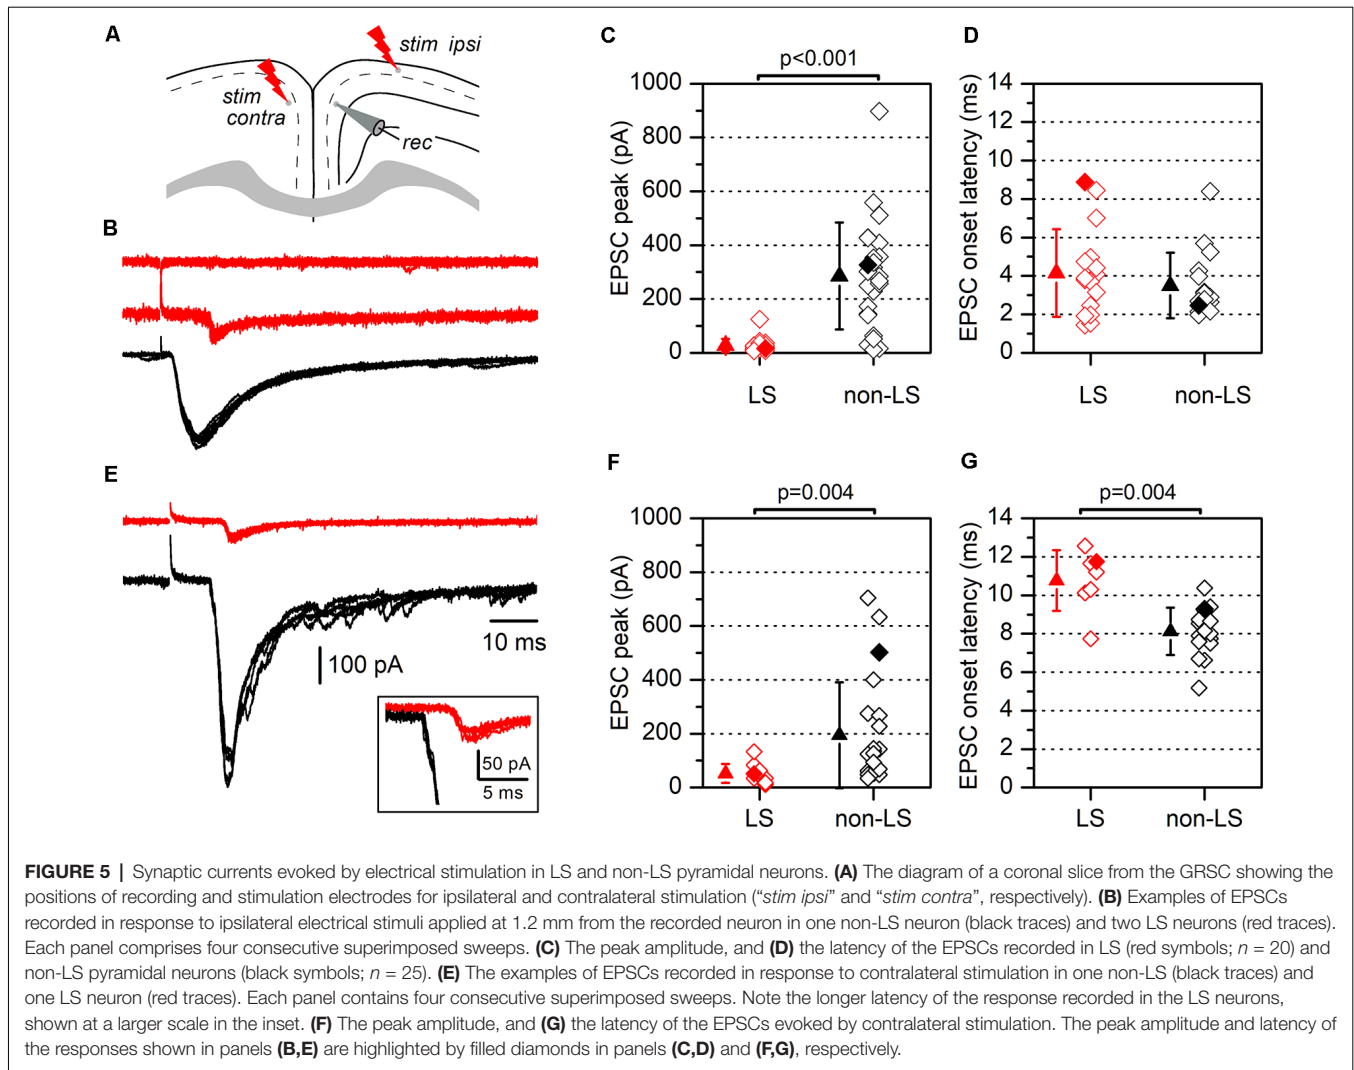 A
stim ipsi
stim
contra
rec
B
C
p<0.001
EPSC peak (pA)
1000
800
600
400
200
0
LS
non-LS
D
EPSC onset latency (ms)
14
12
10
8
6
4
2
0
LS
non-LS
E
10 ms
100 pA
50 pA
5 ms
F
p=0.004
EPSC peak (pA)
1000
800
600
400
200
0
LS
non-LS
G
p=0.004
EPSC onset latency (ms)
14
12
10
8
6
4
2
0
LS
non-LS
FIGURE 5 | Synaptic currents evoked by electrical stimulation in LS and non-LS pyramidal neurons. (A) The diagram of a coronal slice from the GRSC showing the
positions of recording and stimulation electrodes for ipsilateral and contralateral stimulation (“stim ipsi” and “stim contra”, respectively). (B) Examples of EPSCs
recorded in response to ipsilateral electrical stimuli applied at 1.2 mm from the recorded neuron in one non-LS neuron (black traces) and two LS neurons (red traces).
Each panel comprises four consecutive superimposed sweeps. (C) The peak amplitude, and (D) the latency of the EPSCs recorded in LS (red symbols; n = 20) and
non-LS pyramidal neurons (black symbols; n = 25). (E) The examples of EPSCs recorded in response to contralateral stimulation in one non-LS (black traces) and
one LS neuron (red traces). Each panel contains four consecutive superimposed sweeps. Note the longer latency of the response recorded in the LS neurons,
shown at a larger scale in the inset. (F) The peak amplitude, and (G) the latency of the EPSCs evoked by contralateral stimulation. The peak amplitude and latency of
the responses shown in panels (B,E) are highlighted by filled diamonds in panels (C,D) and (F,G), respectively.